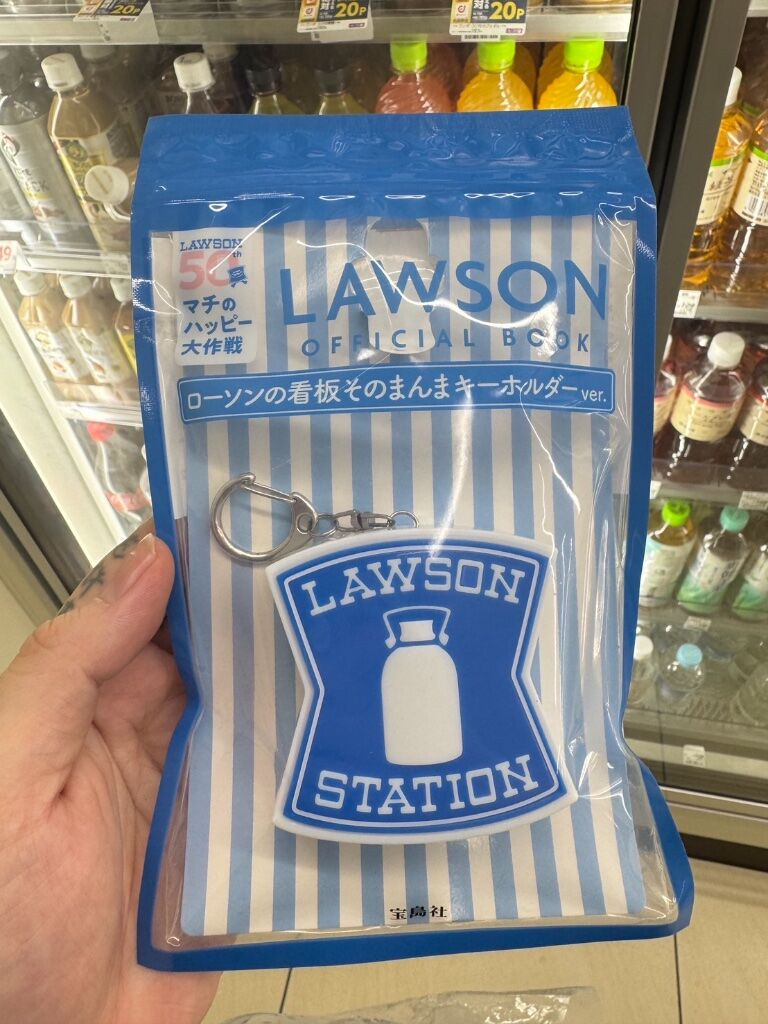 20P
20P
LAWSON
50th
マチの
ハッピー
大作戦
LAWSON
OFFICIAL BOOK
ローソンの看板そのまんまキーホルダーver.
LAWSON
STATION
宝島社